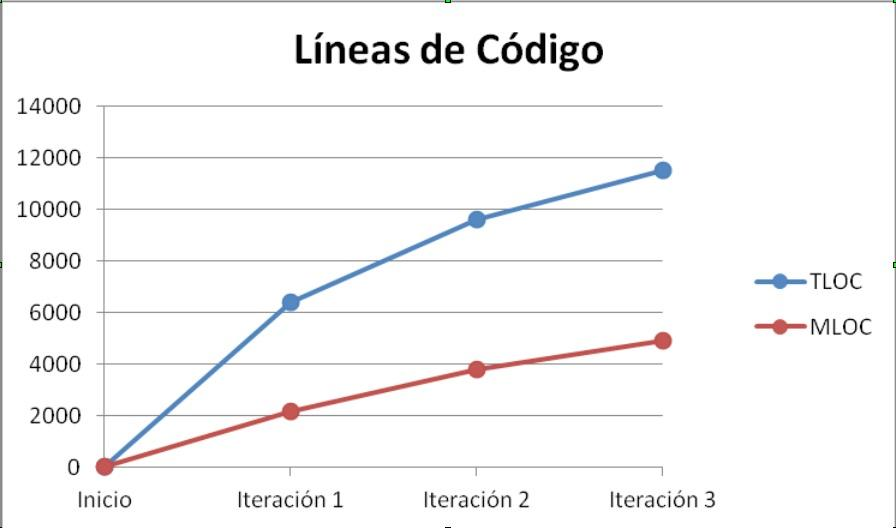 Líneas de Código
14000
12000
10000
8000
6000
4000
2000
0
Inicio Iteración 1 Iteración 2 Iteración 3
TLOC
MLOC